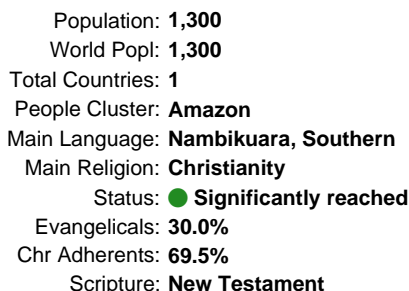 Population: 1,300
World Popl: 1,300
Total Countries: 1
People Cluster: Amazon
Main Language: Nambikuara, Southern
Main Religion: Christianity
Status: Significantly reached
Evangelicals: 30.0%
Chr Adherents: 69.5%
Scripture: New Testament